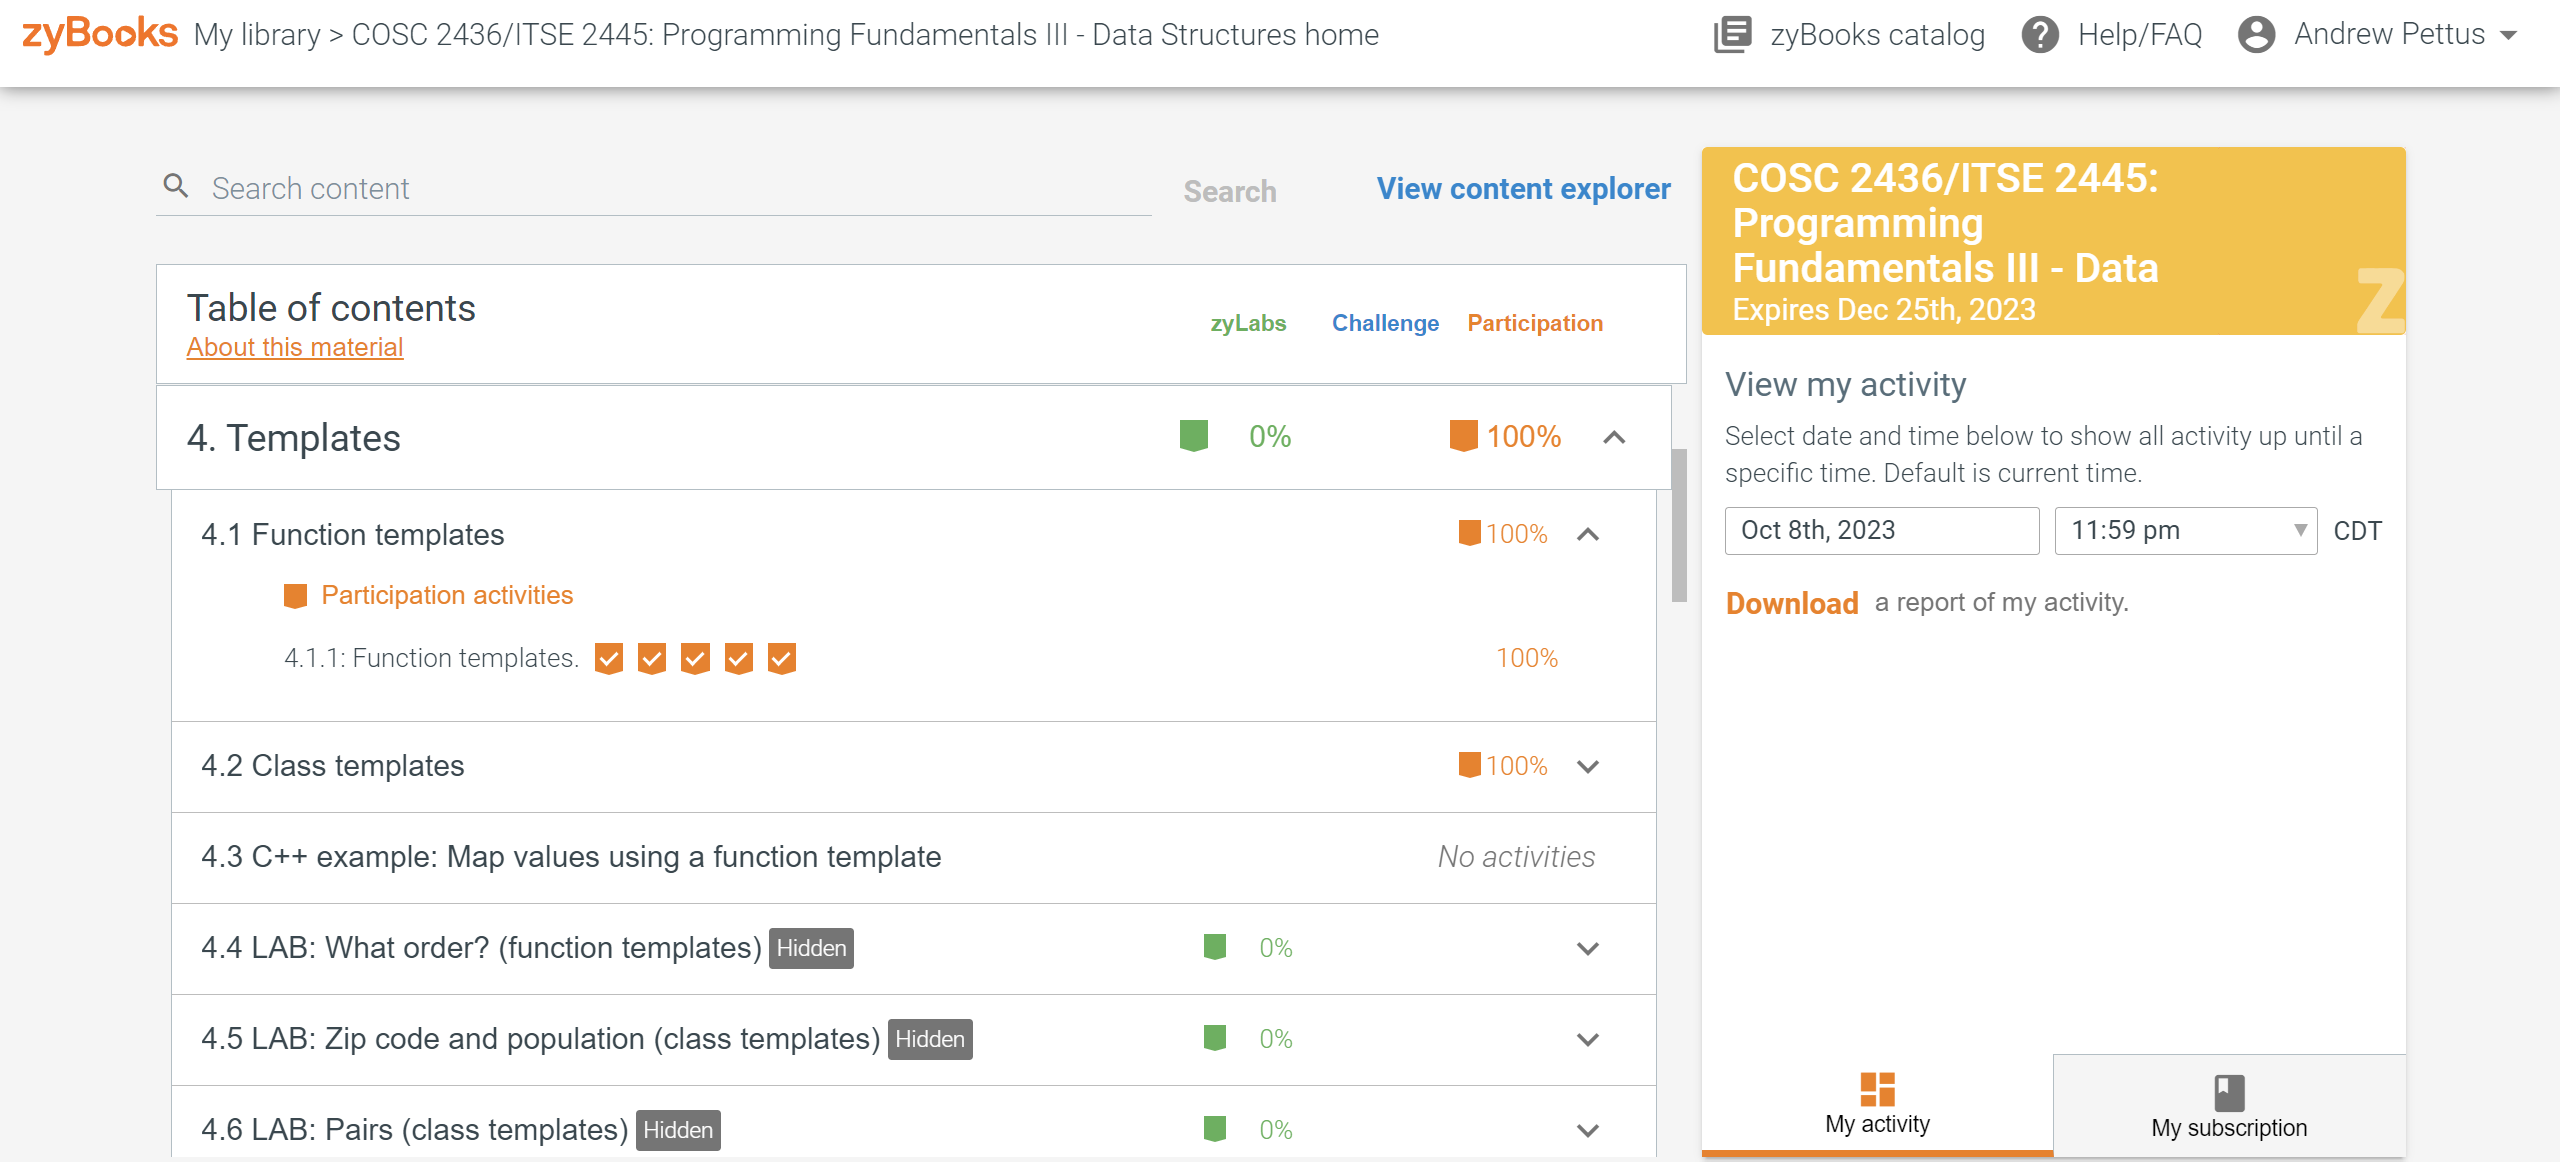 zyBooks My library > COSC 2436/ITSE 2445: Programming Fundamentals III - Data Structures home
zyBooks catalog
Help/FAQ
Andrew Pettus
Search content
Search
View content explorer
Table of contents
About this material
zyLabs
Challenge
Participation
4. Templates 0% 100%
4.1 Function templates 100%
Participation activities
4.1.1: Function templates. 100%
4.2 Class templates 100%
4.3 C++ example: Map values using a function template No activities
4.4 LAB: What order? (function templates) Hidden 0%
4.5 LAB: Zip code and population (class templates) Hidden 0%
4.6 LAB: Pairs (class templates) Hidden 0%
COSC 2436/ITSE 2445:
Programming
Fundamentals III - Data
Expires Dec 25th, 2023
z
View my activity
Select date and time below to show all activity up until a
specific time. Default is current time.
Oct 8th, 2023 11:59 pm CDT
Download a report of my activity.
My activity
My subscription